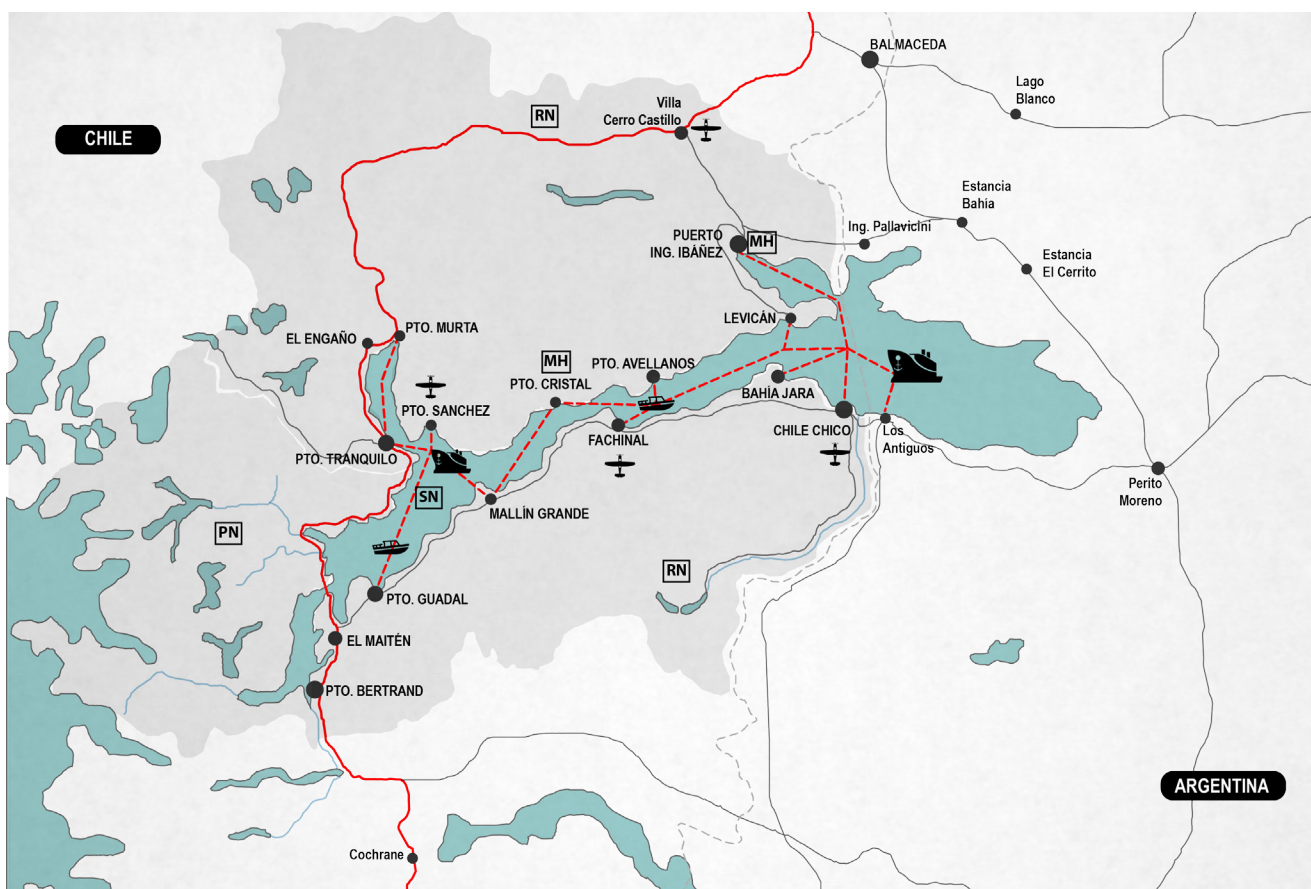 BALMACEDA
Lago
Blanco
Villa
Cerro Castillo
RN
CHILE
Estancia
Bahia
Ing. Pallavicini
PUERTO
ING. IBÁÑEZ
MH
Estancia
El Cerrito
LEVICÁN
PTO. MURTA
EL ENGAÑO
MH
PTO. AVELLANOS
PTO. CRISTAL
BAHÍA JARA
PTO. SANCHEZ
CHILE CHICO
FACHINAL
Los
Antiguos
PTO. TRANQUILO
Perito
Moreno
SN
MALLÍN GRANDE
PN
RN
PTO. GUADAL
EL MAITÉN
PTO. BERTRAND
ARGENTINA
Cochrane